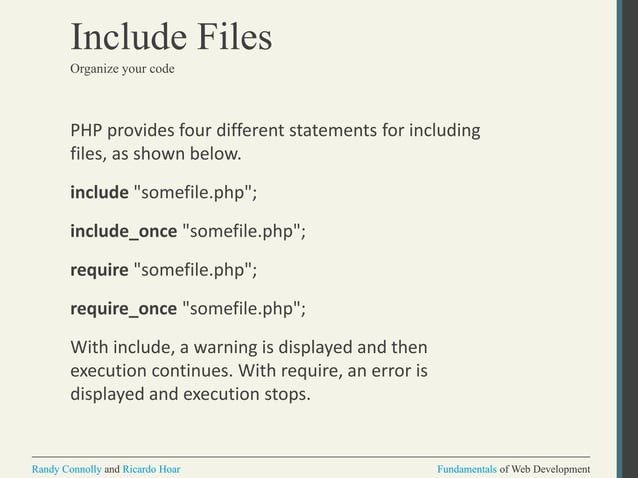 Include Files
Organize your code
PHP provides four different statements for including
files, as shown below.
include "somefile.php";
include_once "somefile.php";
require "somefile.php";
require_once "somefile.php";
With include, a warning is displayed and then
execution continues. With require, an error is
displayed and execution stops.
Randy Connolly and Ricardo Hoar
Fundamentals of Web Development